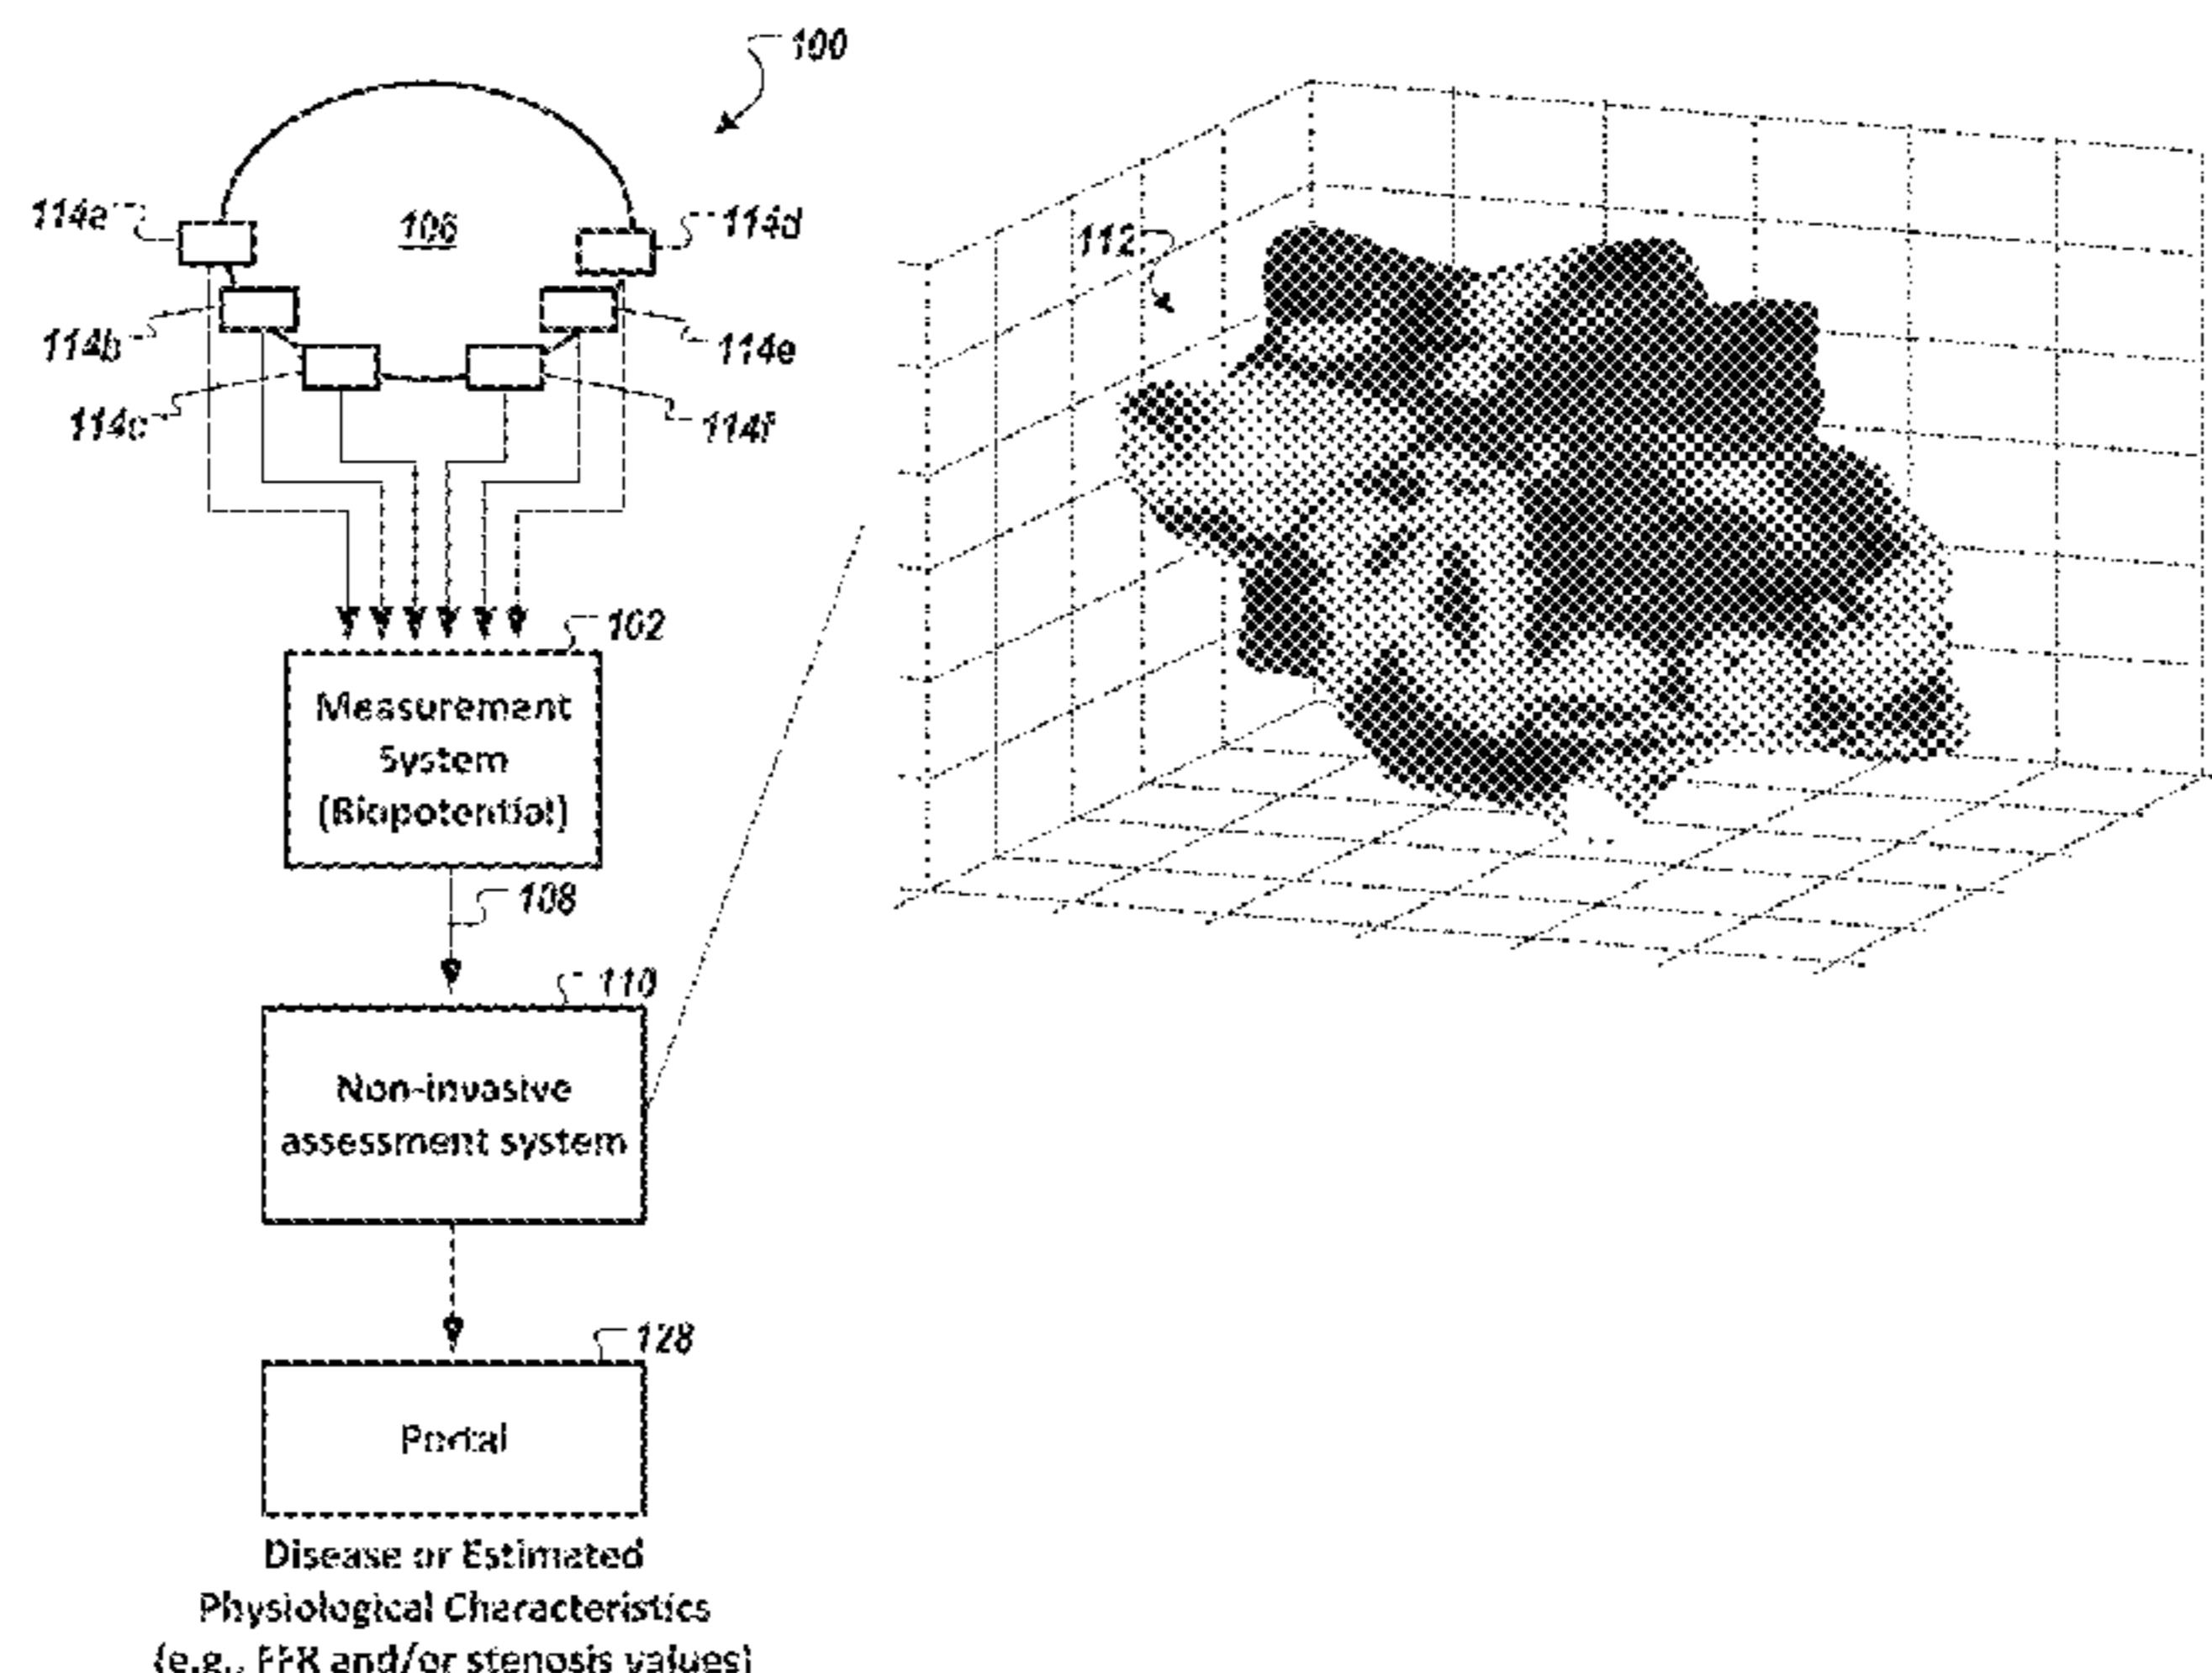 100
114a
106
114d
112
114b
114e
114c
114f
102
Measurement
System
(Biopotential)
108
110
Non-invasive
assessment system
128
Portal
Disease or Estimated
Physiological Characteristics
(e.g., FFR and/or stenosis values)